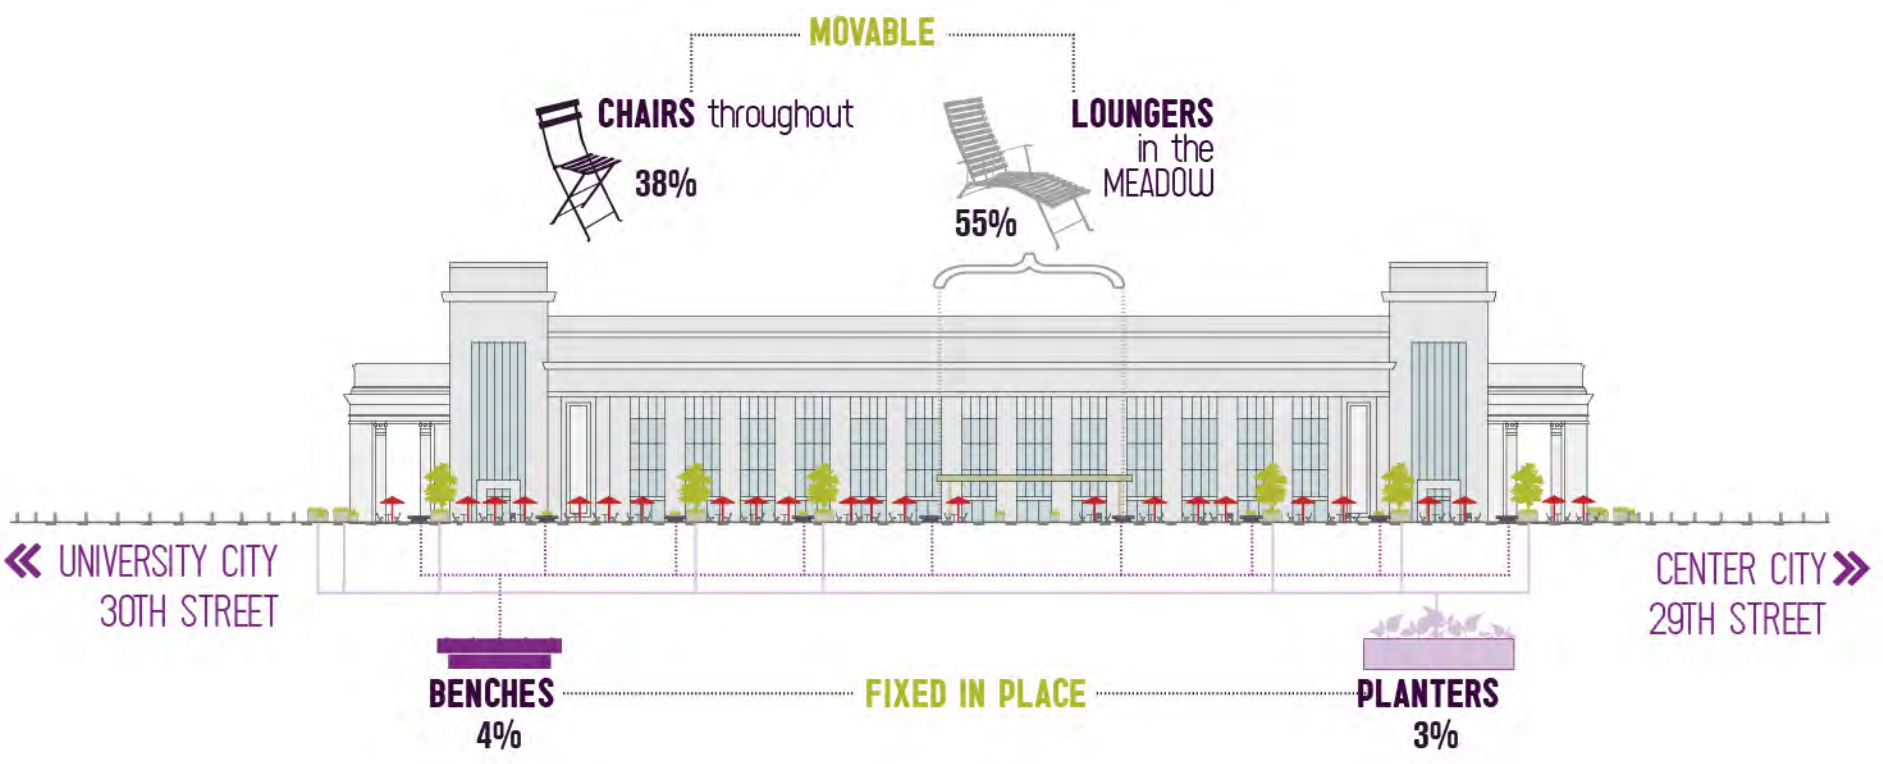 MOVABLE
CHAIRS throughout
38%
LOUNGERS
in the
MEADOW
55%
UNIVERSITY CITY
30TH STREET
CENTER CITY
29TH STREET
BENCHES
4%
FIXED IN PLACE
PLANTERS
3%